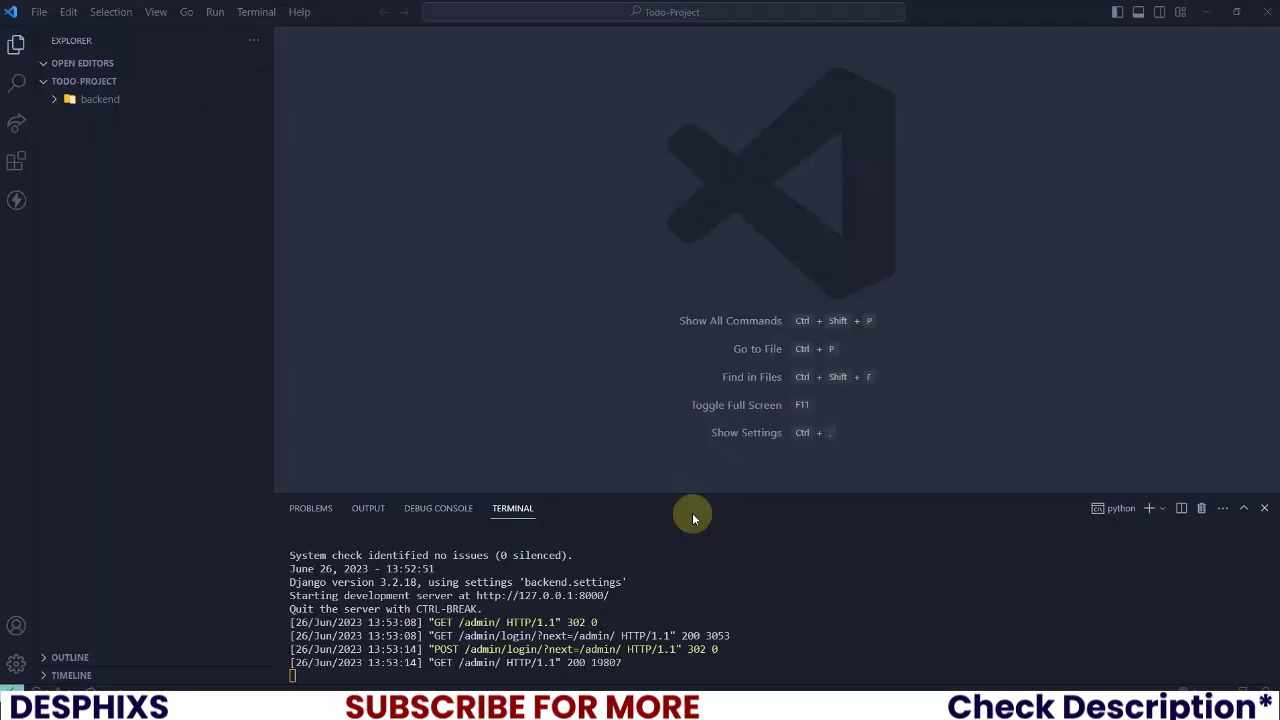 File Edit Selection View Go Run Terminal Help
Todo-Project
EXPLORER
OPEN EDITORS
TODO-PROJECT
backend
Show All Commands Ctrl + Shift + P
Go to File Ctrl + P
Find in Files Ctrl + Shift + F
Toggle Full Screen F11
Show Settings Ctrl + ,
PROBLEMS OUTPUT DEBUG CONSOLE TERMINAL
python
System check identified no issues (0 silenced).
June 26, 2023 - 13:52:51
Django version 3.2.18, using settings 'backend.settings'
Starting development server at http://127.0.0.1:8000/
Quit the server with CTRL-BREAK.
[26/Jun/2023 13:53:08] "GET /admin/ HTTP/1.1" 302 0
[26/Jun/2023 13:53:08] "GET /admin/login/?next=/admin/ HTTP/1.1" 200 3053
[26/Jun/2023 13:53:14] "POST /admin/login/?next=/admin/ HTTP/1.1" 302 0
[26/Jun/2023 13:53:14] "GET /admin/ HTTP/1.1" 200 19807
OUTLINE
TIMELINE
DESPHIXS SUBSCRIBE FOR MORE Check Description*